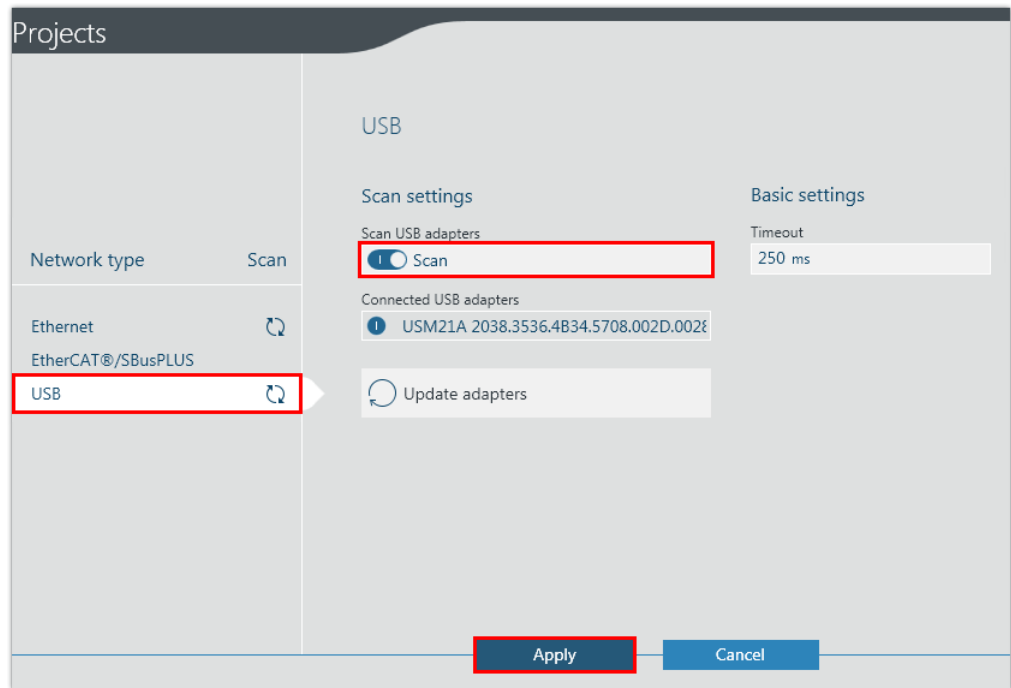 Projects
Network type Scan
Ethernet
EtherCAT®/SBusPLUS
USB
USB
Scan settings
Scan USB adapters
Scan
Connected USB adapters
USM21A 2038.3536.4B34.5708.002D.0028
Update adapters
Basic settings
Timeout
250 ms
Apply Cancel